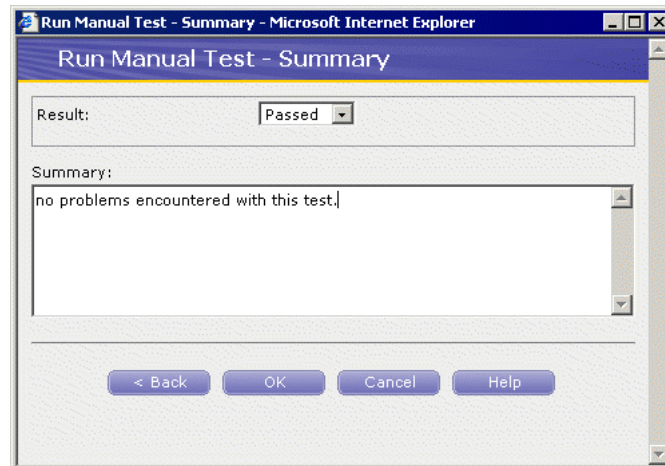 Run Manual Test - Summary - Microsoft Internet Explorer
Run Manual Test - Summary
Result: Passed
Summary:
no problems encountered with this test.
< Back OK Cancel Help